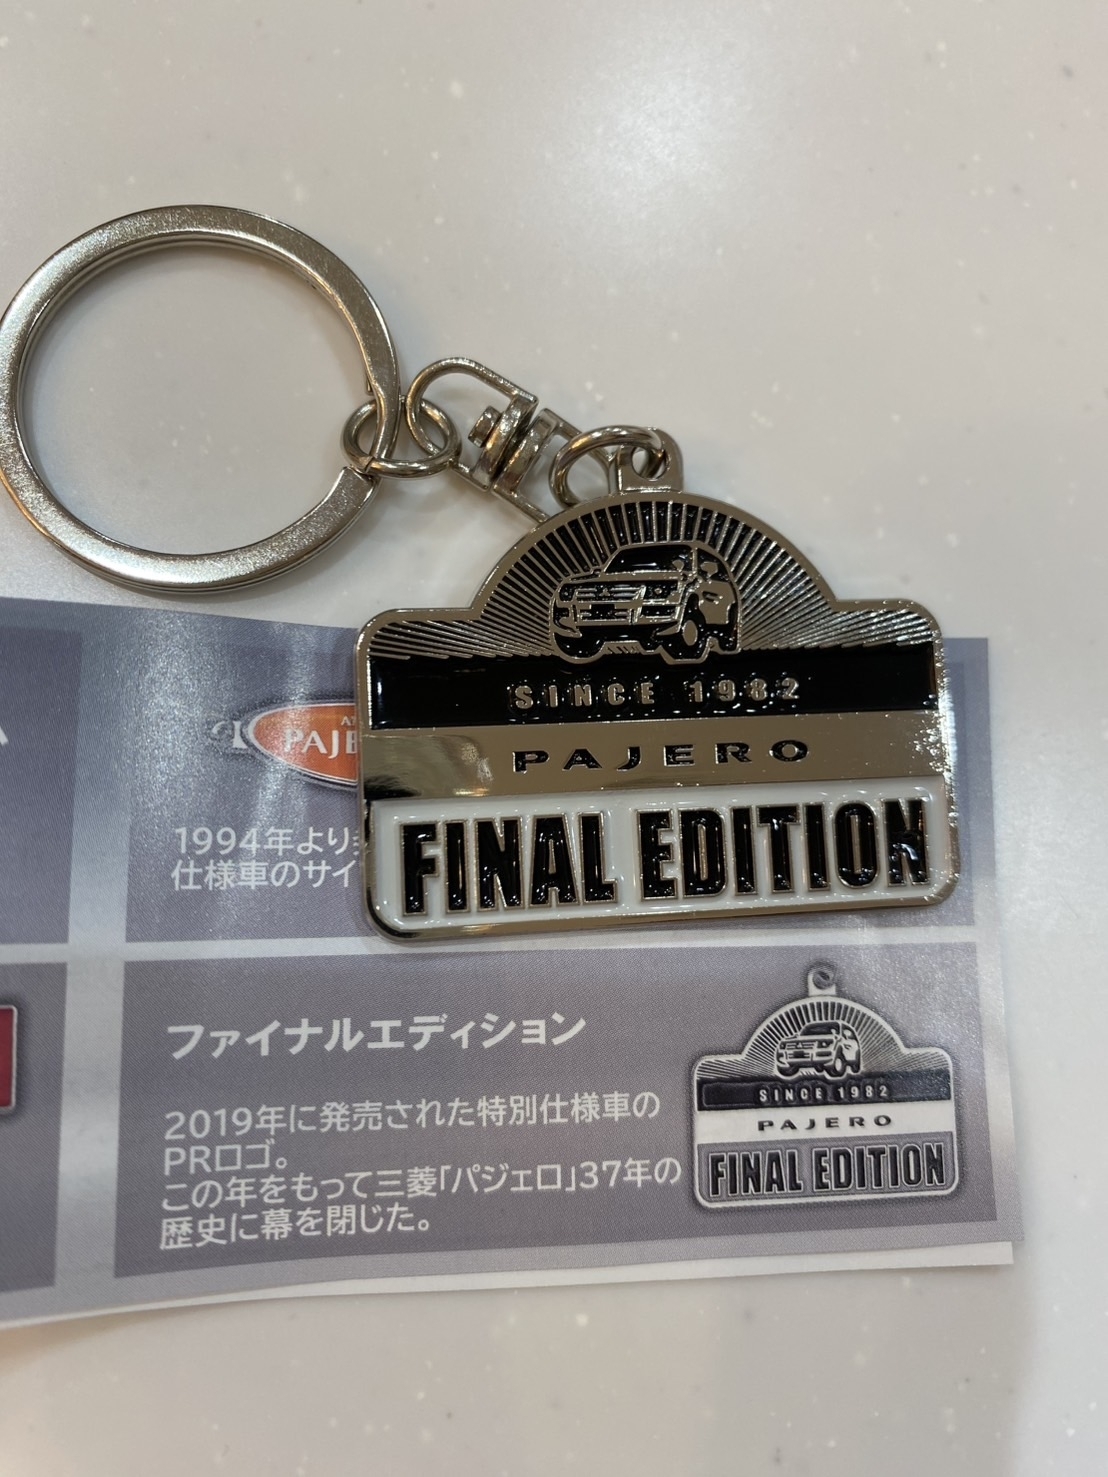 SINCE 1982
PAJERO
FINAL EDITION
1994年より
仕様車のサイ
ファイナルエディション
2019年に発売された特別仕様車の
PRロゴ。
この年をもって三菱「パジェロ」37年の
歴史に幕を閉じた。
SINCE 1982
PAJERO
FINAL EDITION